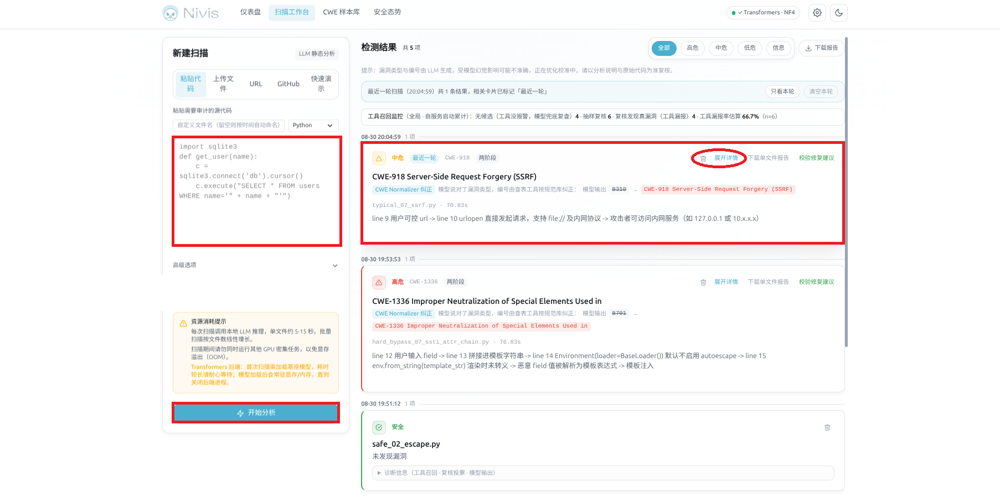 Nivis 仪表盘 扫描工作台 CWE 样本库 安全态势 ✓ Transformers · NF4
新建扫描 LLM 静态分析
粘贴代码 上传文件 URL GitHub 快速演示
粘贴需要审计的源代码
自定义文件名（留空则按时间自动命名） Python
import sqlite3
def get_user(name):
    c =
sqlite3.connect('db').cursor()
    c.execute("SELECT * FROM users
WHERE name='" + name + "'")
高级选项
资源消耗提示
每次扫描调用本地 LLM 推理，单文件约 5-15 秒。批量
扫描按文件数线性增长。
扫描期间请勿同时运行其他 GPU 密集任务，以免显存
溢出（OOM）。
Transformers 后端：首次扫描需加载基座模型，耗时
较长请耐心等待；模型加载后会常驻显存/内存，直到
关闭后端进程。
开始分析
检测结果 共 5 项 全部 高危 中危 低危 信息 下载报告
提示：漏洞类型与编号由 LLM 生成，受模型幻觉影响可能不准确，正在优化校准中。请以分析说明与原始代码为准复核。
最近一轮扫描（20:04:59）共 1 条结果，相关卡片已标记「最近一轮」 只看本轮 清空本轮
工具召回监控（全局 · 自服务启动累计）：无候选（工具没报警，模型兜底复查）4 · 抽样复核 6 · 复核发现真漏洞（工具漏报）4 · 工具漏报率估算 66.7%（n=6）
08-30 20:04:59 1 项
中危 最近一轮 CWE-918 两阶段 展开详情 下载单文件报告 校验修复建议
CWE-918 Server-Side Request Forgery (SSRF)
CWE Normalizer 纠正 模型说对了漏洞类型，编号由查表工具按规范库纠正： 模型输出 B310 → CWE-918 Server-Side Request Forgery (SSRF)
typical_07_ssrf.py · 70.83s
line 9 用户可控 url -> line 10 urlopen 直接发起请求，支持 file:// 及内网协议 -> 攻击者可访问内网服务（如 127.0.0.1 或 10.x.x.x）
08-30 19:53:53 1 项
高危 CWE-1336 两阶段 展开详情 下载单文件报告 校验修复建议
CWE-1336 Improper Neutralization of Special Elements Used in
CWE Normalizer 纠正 模型说对了漏洞类型，编号由查表工具按规范库纠正： 模型输出 B701 →
CWE-1336 Improper Neutralization of Special Elements Used in
hard_bypass_07_ssti_attr_chain.py · 76.83s
line 12 用户输入 field -> line 13 拼接进模板字符串 -> line 14 Environment(loader=BaseLoader()) 默认不启用 autoescape -> line 15
env.from_string(template_str) 渲染时未转义 -> 恶意 field 值被解析为模板表达式 -> 模板注入
08-30 19:51:12 1 项
安全
safe_02_escape.py
未发现漏洞
▶ 诊断信息（工具召回 · 复核投票 · 模型输出）